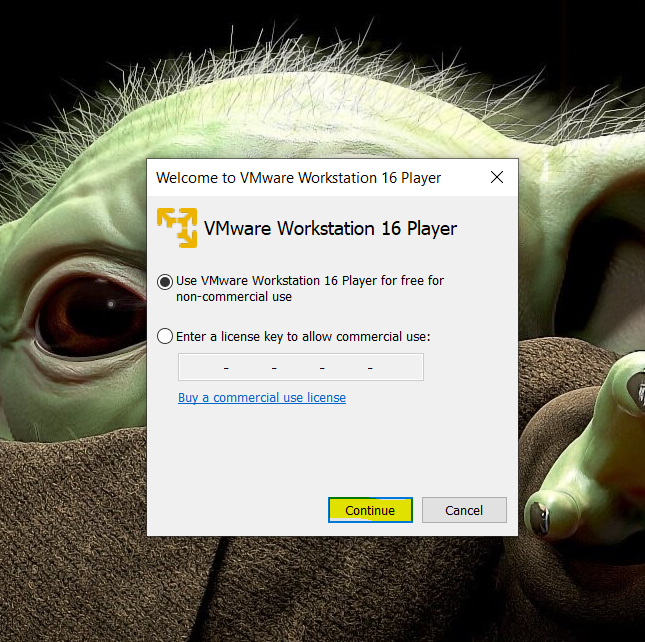 Welcome to VMware Workstation 16 Player
VMware Workstation 16 Player
Use VMware Workstation 16 Player for free for
non-commercial use
Enter a license key to allow commercial use:
- - - -
Buy a commercial use license
Continue Cancel